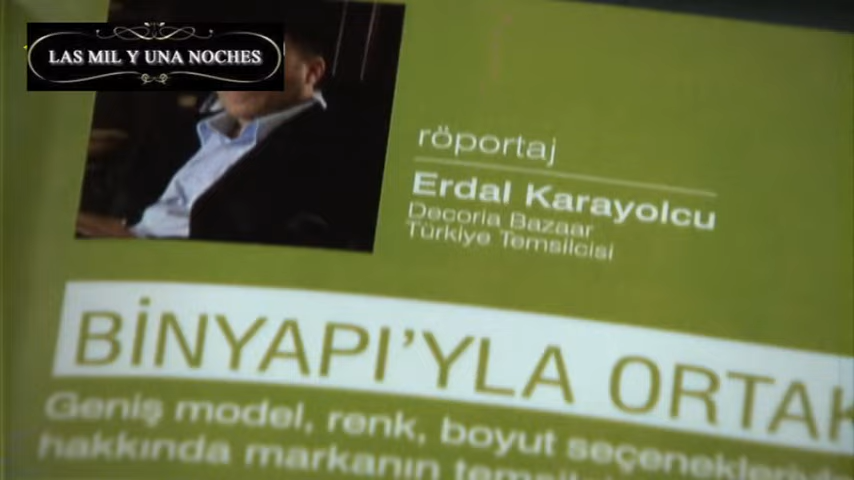 LAS MIL Y UNA NOCHES
röportaj
Erdal Karayolcu
Decoria Bazaar
Türkiye Temsilcisi
BİNYAPI'YLA ORTAK
Geniş model, renk, boyut seçenekleriyle
hakkında markanın